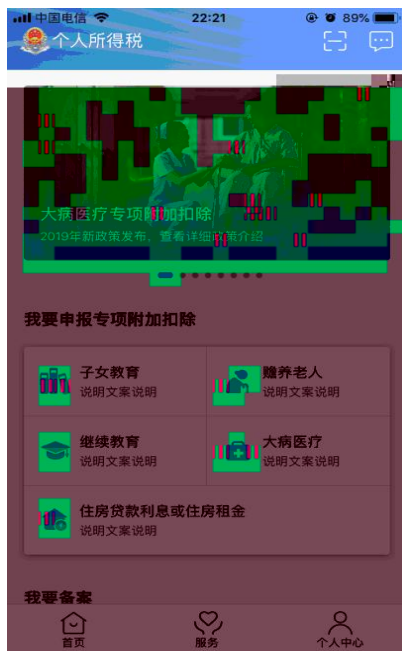 中国电信 22:21 89%
个人所得税
大病医疗专项附加扣除
2019年新政策发布,查看详细政策介绍
我要申报专项附加扣除
子女教育
说明文案说明
赡养老人
说明文案说明
继续教育
说明文案说明
大病医疗
说明文案说明
住房贷款利息或住房租金
说明文案说明
我要备案
首页 服务 个人中心